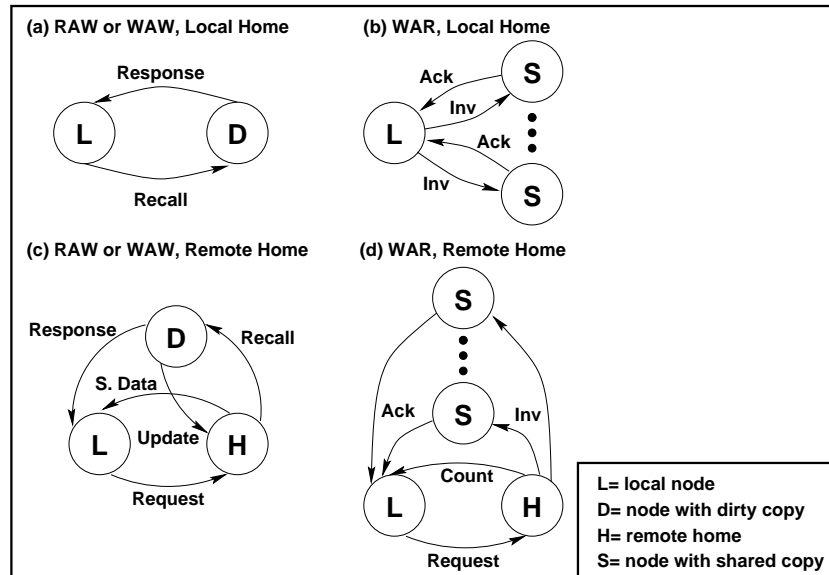 (a) RAW or WAW, Local Home
Response
L
D
Recall
(b) WAR, Local Home
Ack
S
Inv
L
Ack
Inv
S
(c) RAW or WAW, Remote Home
D
Response
Recall
S. Data
L
Update
H
Request
(d) WAR, Remote Home
S
Ack
S
Inv
Count
L
H
Request
L= local node
D= node with dirty copy
H= remote home
S= node with shared copy